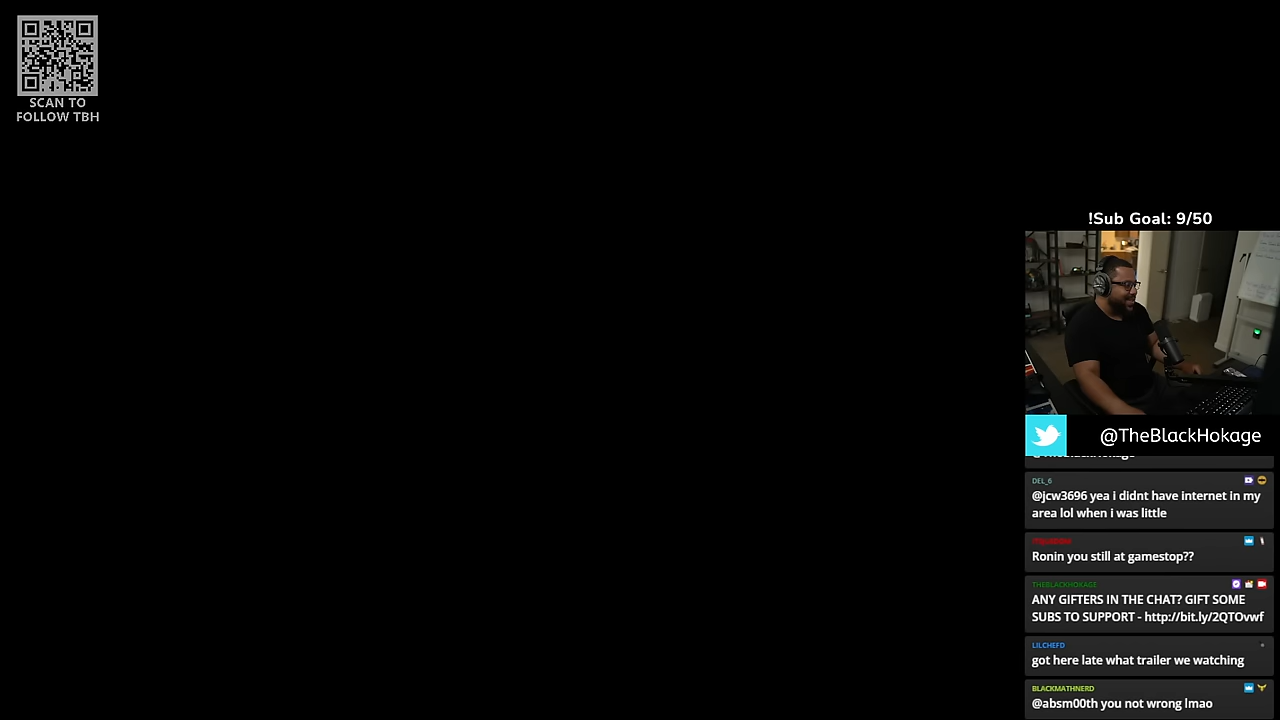 SCAN TO
FOLLOW TBH
!Sub Goal: 9/50
@TheBlackHokage
DEL_6
@jcw3696 yea i didnt have internet in my
area lol when i was little
Ronin you still at gamestop??
THEBLACKHOKAGE
ANY GIFTERS IN THE CHAT? GIFT SOME
SUBS TO SUPPORT - http://bit.ly/2QTOvwf
LILCHEFD
got here late what trailer we watching
BLACKMATHNERD
@absm00th you not wrong lmao